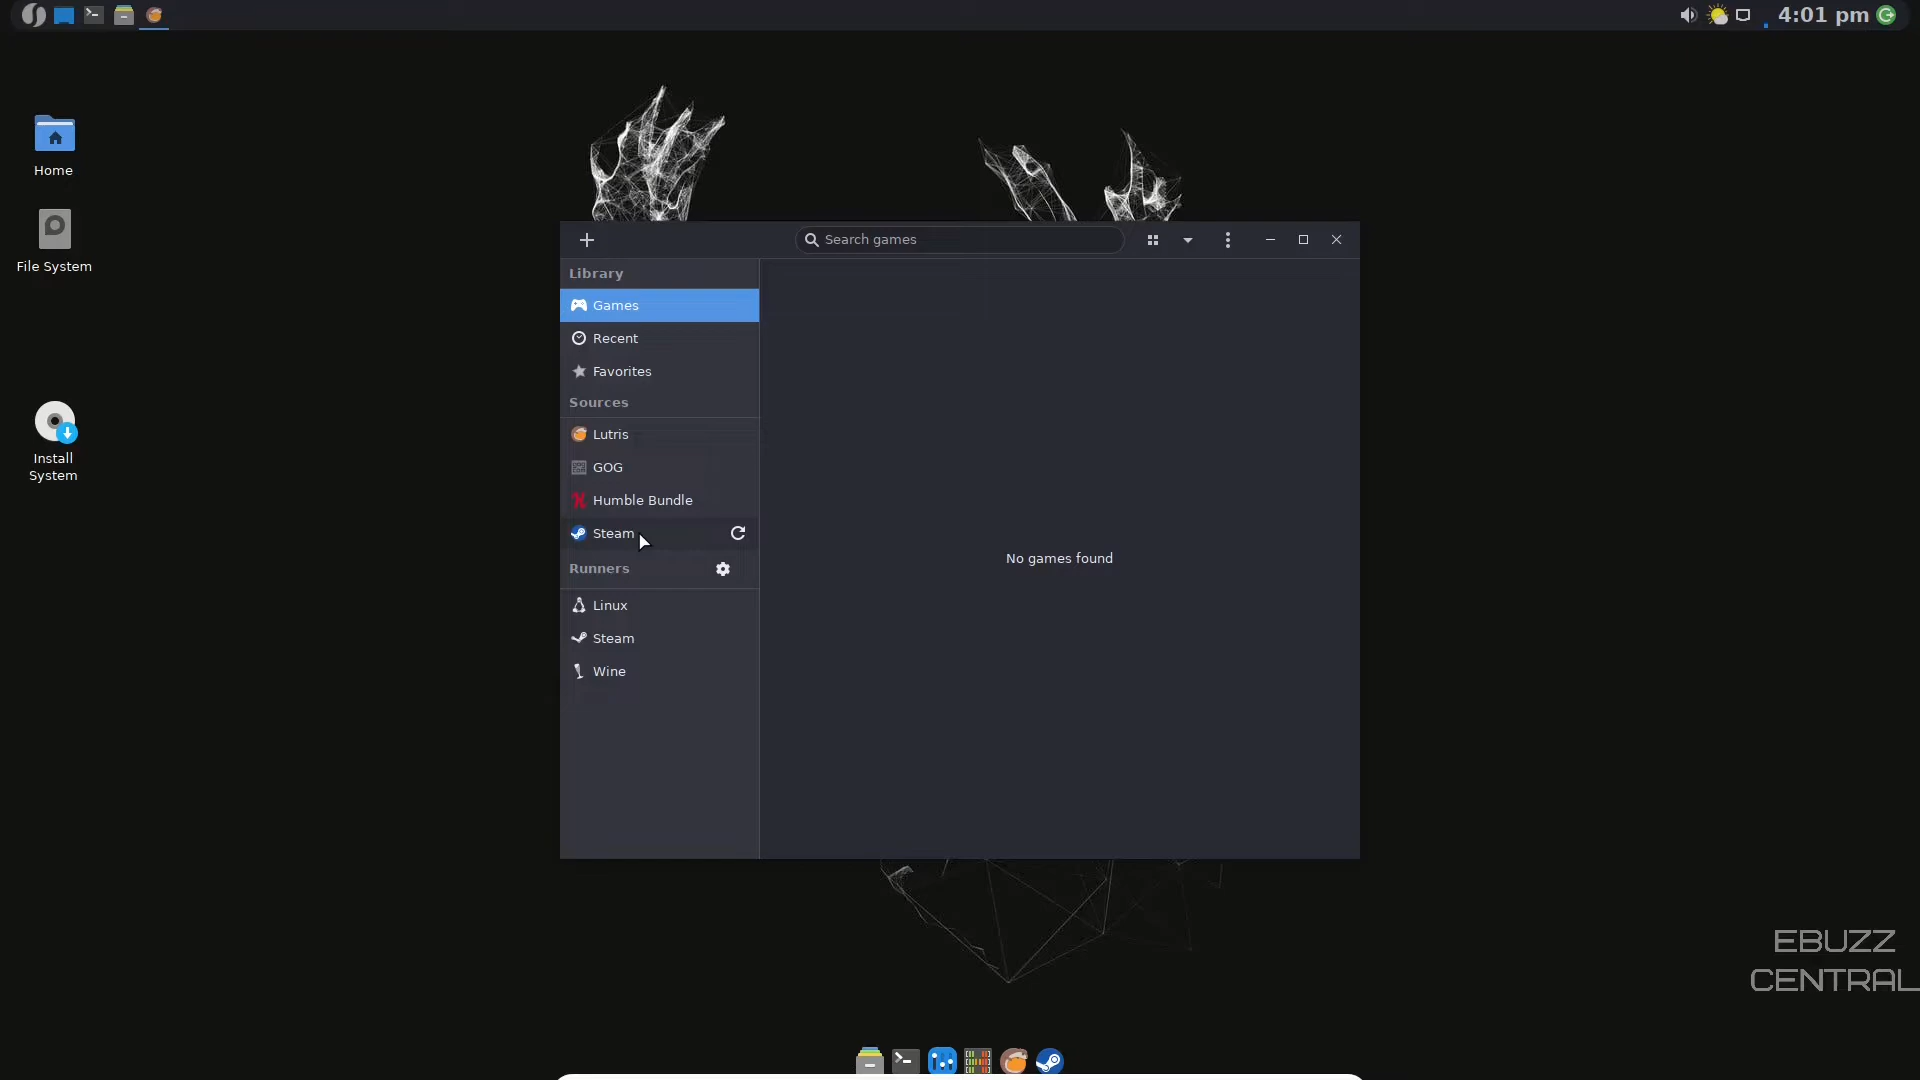 4:01 pm
Home
File System
Install
System
Search games
Library
Games
Recent
Favorites
Sources
Lutris
GOG
Humble Bundle
Steam
Runners
Linux
Steam
Wine
No games found
EBUZZ
CENTRAL